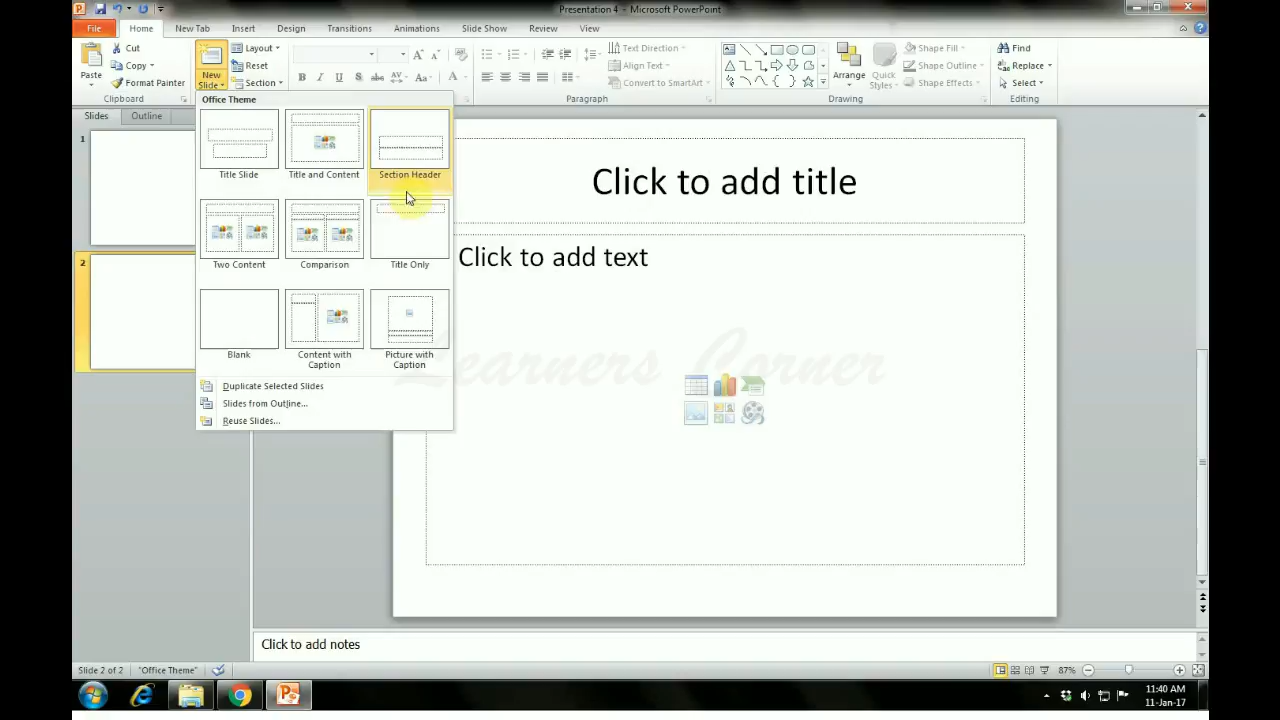 Presentation 4 - Microsoft PowerPoint
File Home New Tab Insert Design Transitions Animations Slide Show Review View
Paste
Cut
Copy
Format Painter
Clipboard
New
Slide
Layout
Reset
Section
B I U S abc AV Aa A
Text Direction
Align Text
Convert to SmartArt
Paragraph
Arrange
Quick
Styles
Shape Fill
Shape Outline
Shape Effects
Drawing
Find
Replace
Select
Editing
Slides Outline
1
2
Office Theme
Title Slide Title and Content Section Header
Two Content Comparison Title Only
Blank Content with Caption Picture with Caption
Duplicate Selected Slides
Slides from Outline...
Reuse Slides...
Click to add title
Click to add text
Learners Corner
Click to add notes
Slide 2 of 2 "Office Theme" 87%
11:40 AM
11-Jan-17